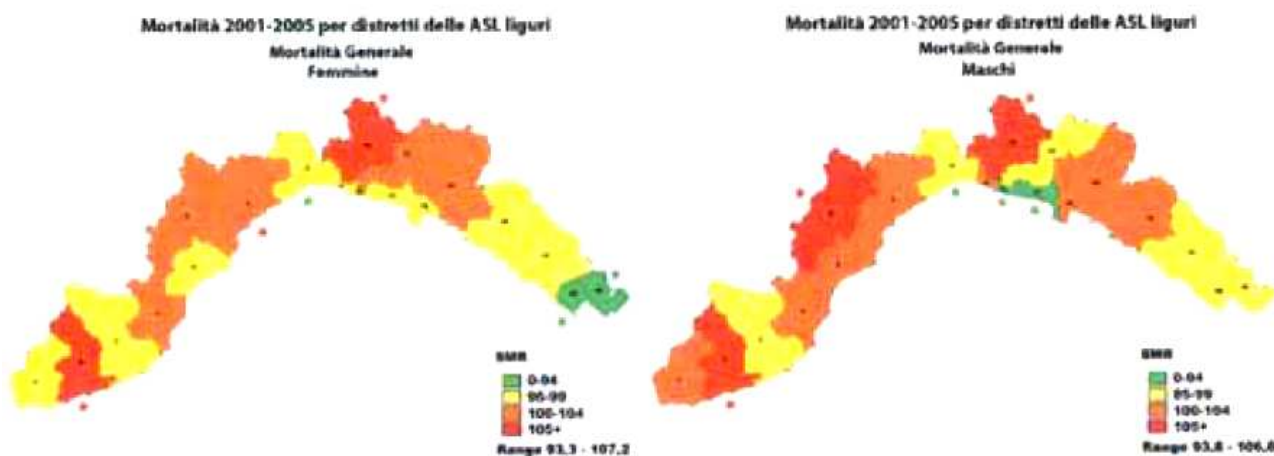 Mortalità 2001-2005 per distretti delle ASL liguri
Mortalità Generale
Femmine
SMR
0-94
95-99
100-104
105+
Range 93,3 - 107,2
Mortalità 2001-2005 per distretti delle ASL liguri
Mortalità Generale
Maschi
SMR
0-94
95-99
100-104
105+
Range 93,8 - 106,8